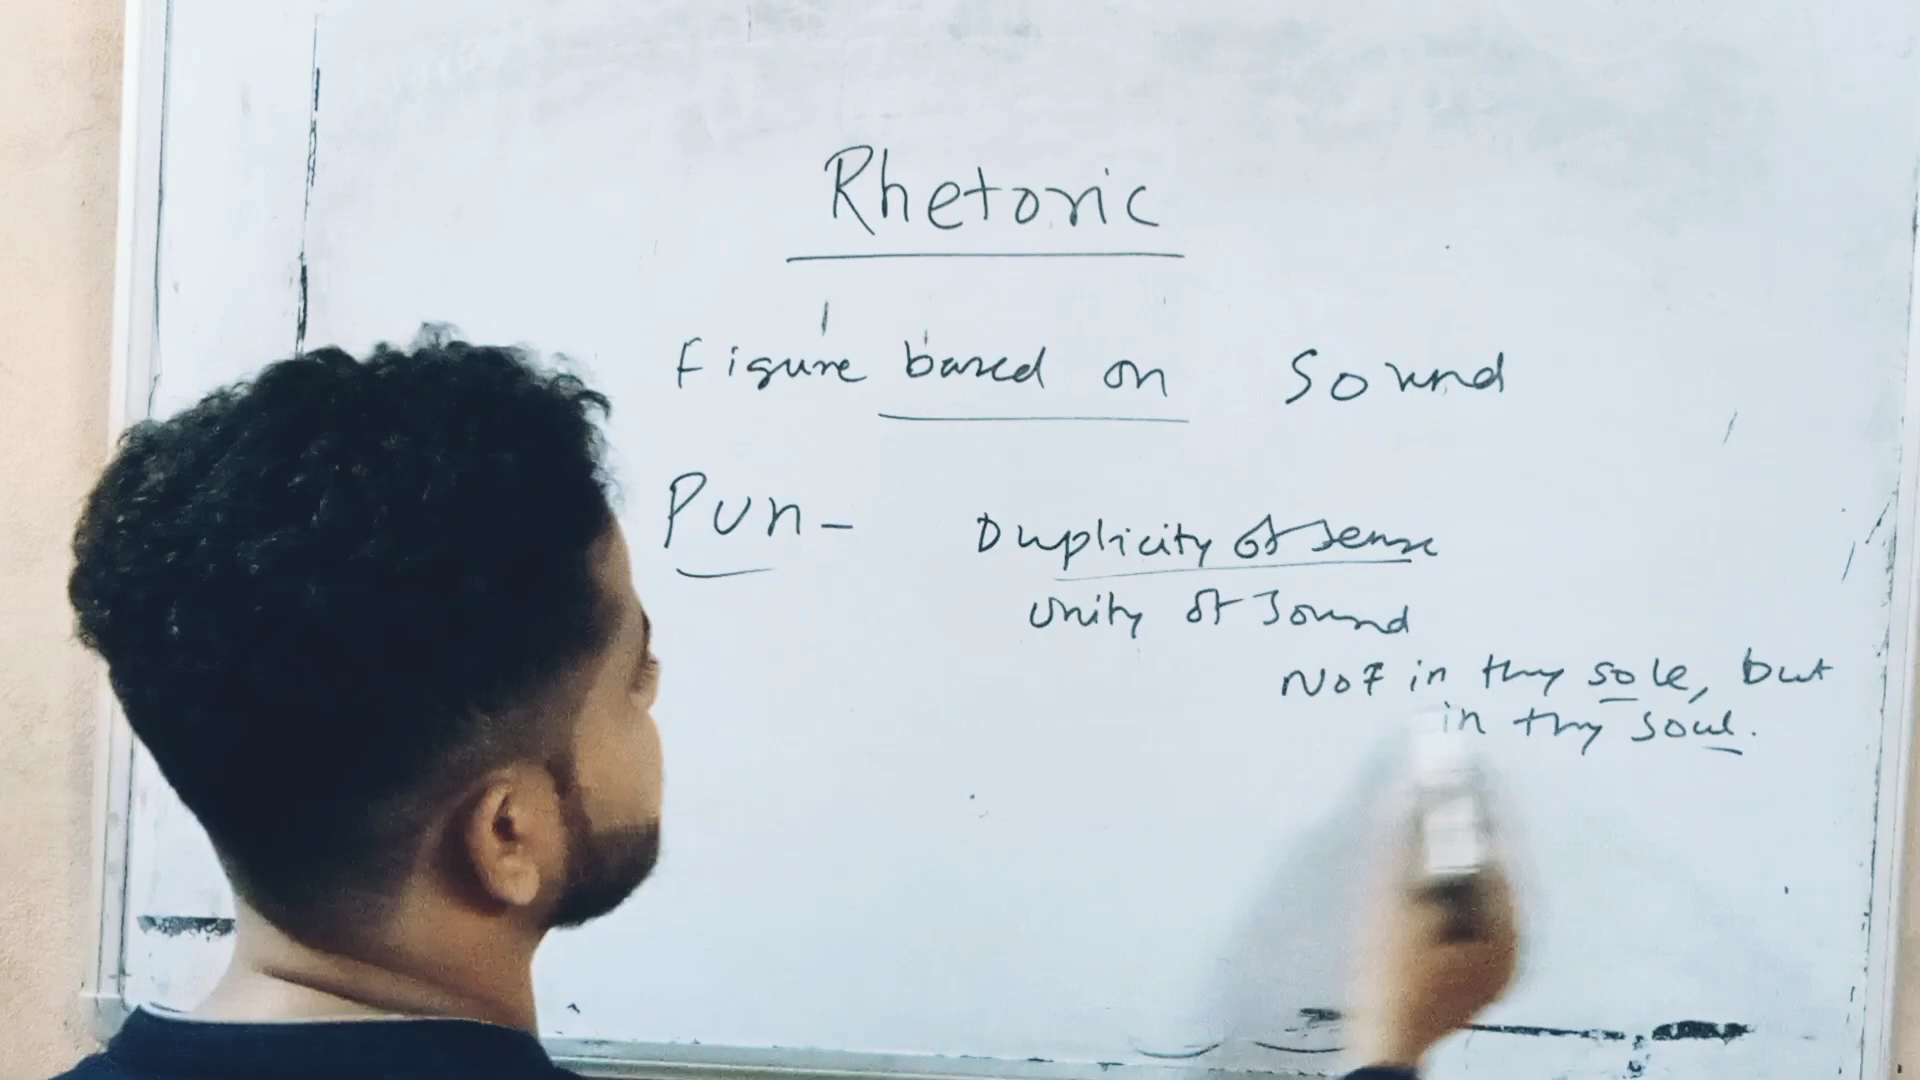 Rhetoric
Figure based on Sound
Pun - Duplicity of sense
Unity of Sound
Not in thy sole, but
in thy soul.